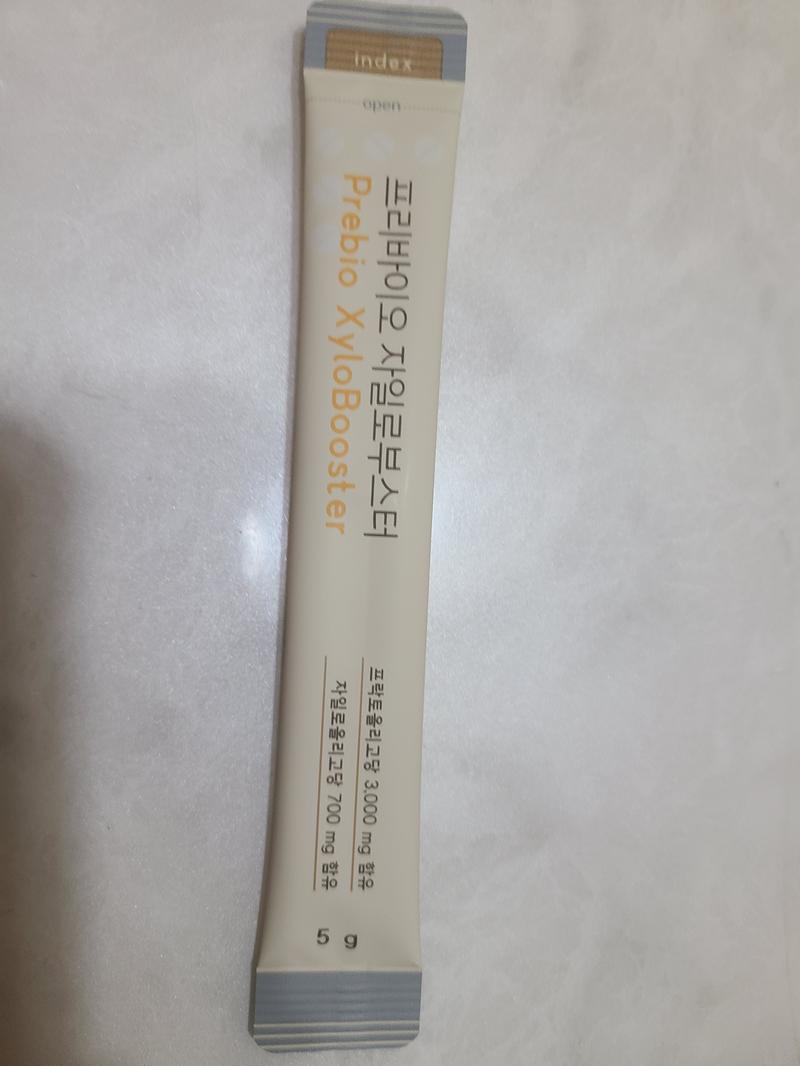 index
open
프리바이오 자일로부스터
Prebio XyloBooster
프락토올리고당 3,000 mg 함유
자일로올리고당 700 mg 함유
5 g